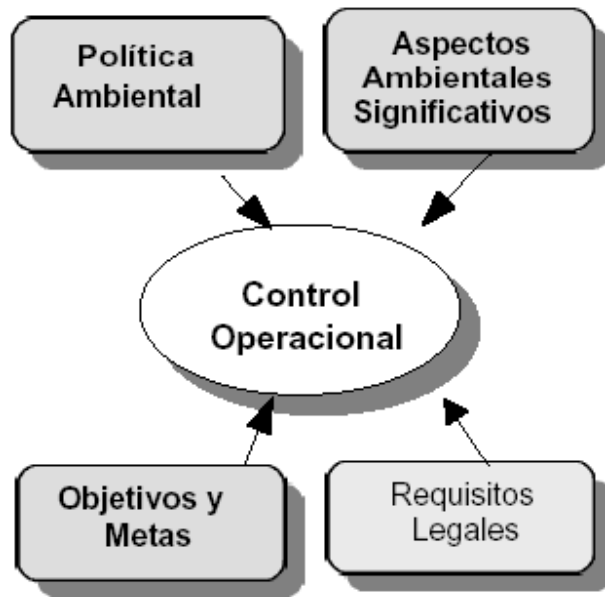 Política
Ambiental
Aspectos
Ambientales
Significativos
Control
Operacional
Objetivos y
Metas
Requisitos
Legales